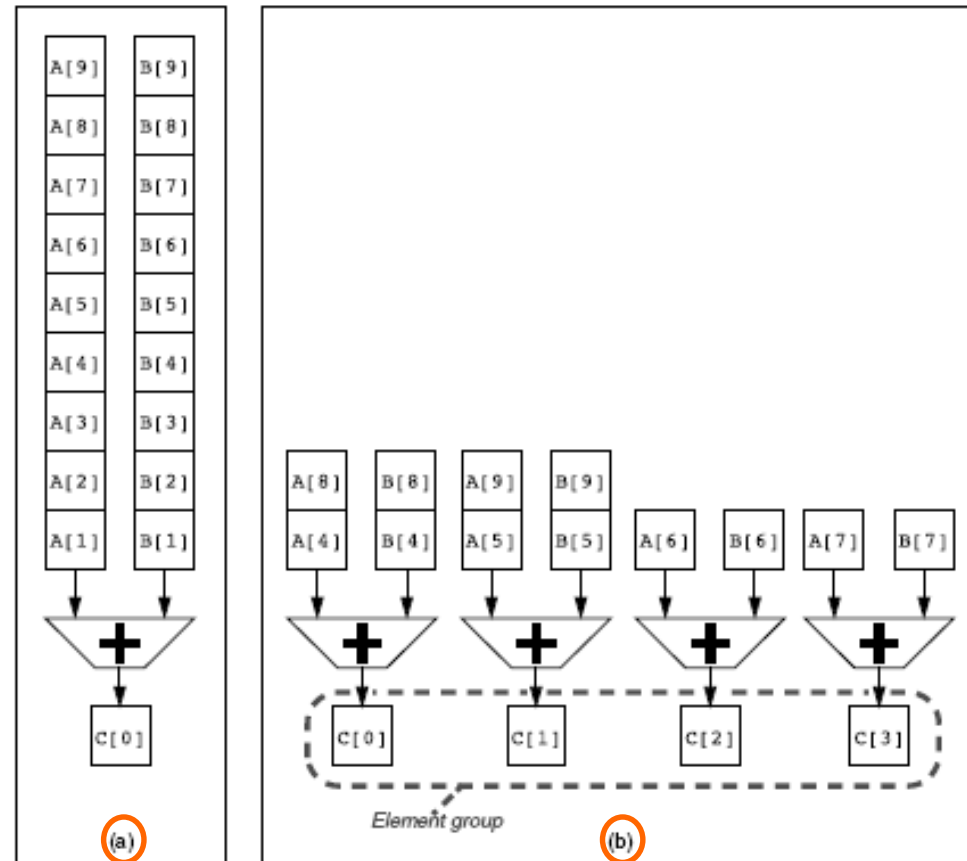 A[9] B[9]
A[8] B[8]
A[7] B[7]
A[6] B[6]
A[5] B[5]
A[4] B[4]
A[3] B[3]
A[2] B[2]
A[1] B[1]
+
C[0]
(a)
A[8] B[8] A[9] B[9]
A[4] B[4] A[5] B[5] A[6] B[6] A[7] B[7]
+ + + +
C[0] C[1] C[2] C[3]
Element group
(b)